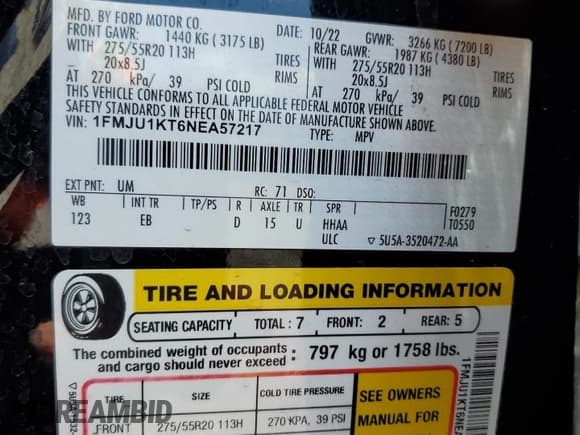 MFD. BY FORD MOTOR CO. 10/22 GVWR: 3266 KG ( 7200 LB)
FRONT GAWR: 1440 KG ( 3175 LB) REAR GAWR: 1987 KG ( 4380 LB)
WITH 275/55R20 113H TIRES WITH 275/55R20 113H TIRES
20x8.5J RIMS 20x8.5J RIMS
AT 270 kPa/ 39 PSI COLD AT 270 kPa/ 39 PSI COLD
THIS VEHICLE CONFORMS TO ALL APPLICABLE FEDERAL MOTOR VEHICLE
SAFETY STANDARDS IN EFFECT ON THE DATE OF MANUFACTURE SHOWN ABOVE.
VIN: 1FMJU1KT6NEA57217 TYPE: MPV
EXT PNT: UM RC: 71 DSO:
WB INT TR TP/PS R AXLE TR SPR F0279
123 EB D 15 U HHAA T0550
ULC ▽ 5U5A-3520472-AA
TIRE AND LOADING INFORMATION
SEATING CAPACITY TOTAL: 7 FRONT: 2 REAR: 5
The combined weight of occupants and cargo should never exceed : 797 kg or 1758 lbs.
TIRE SIZE COLD TIRE PRESSURE SEE OWNERS
FRONT 275/55R20 113H 270 KPA, 39 PSI MANUAL FOR